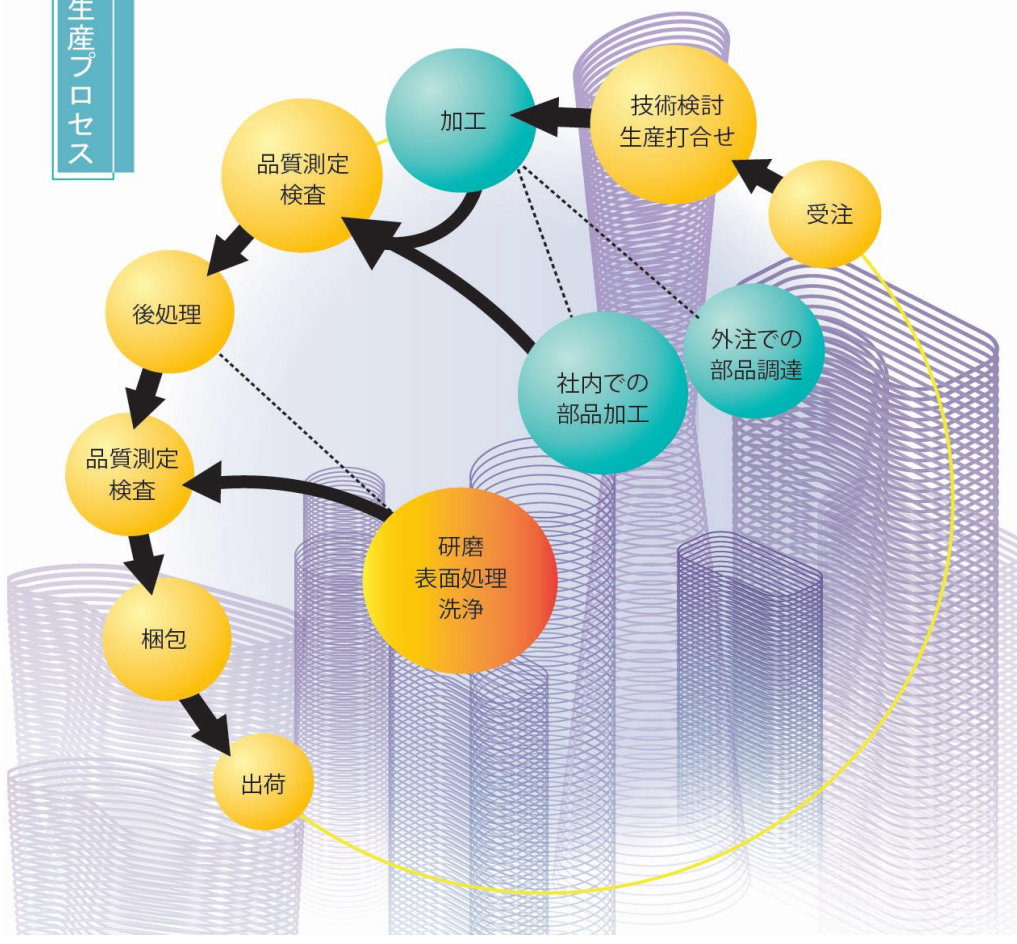 生産プロセス
受注
技術検討
生産打合せ
加工
社内での
部品加工
外注での
部品調達
品質測定
検査
後処理
研磨
表面処理
洗浄
品質測定
検査
梱包
出荷